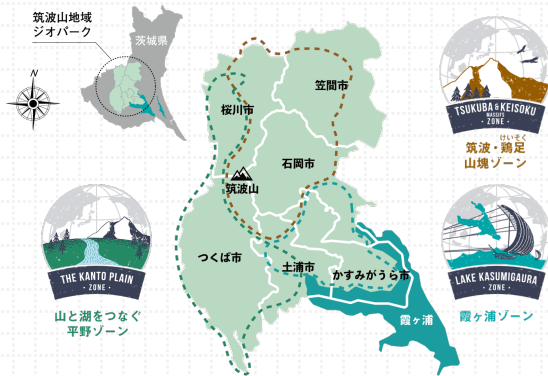 筑波山地域
ジオパーク
茨城県
N
笠間市
桜川市
石岡市
筑波山
つくば市
土浦市
かすみがうら市
霞ヶ浦
TSUKUBA & KEISOKU
MASSIFS
・ZONE・
けいそく
筑波・鶏足
山塊ゾーン
THE KANTO PLAIN
・ZONE・
山と湖をつなぐ
平野ゾーン
LAKE KASUMIGAURA
・ZONE・
霞ヶ浦ゾーン